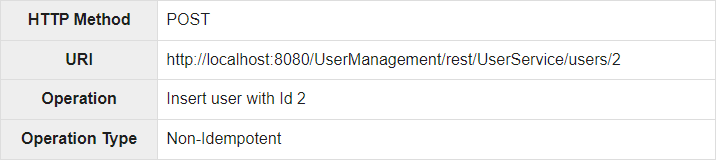 HTTP Method POST
URI http://localhost:8080/UserManagement/rest/UserService/users/2
Operation Insert user with Id 2
Operation Type Non-Idempotent